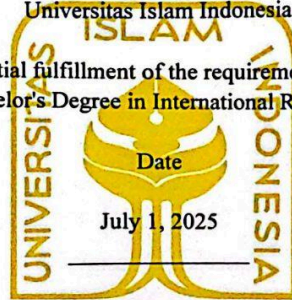 Universitas Islam Indonesia
ISLAM
tial fulfillment of the requireme
elor's Degree in International R
UNIVERSITAS
INDONESIA
Date
July 1, 2025